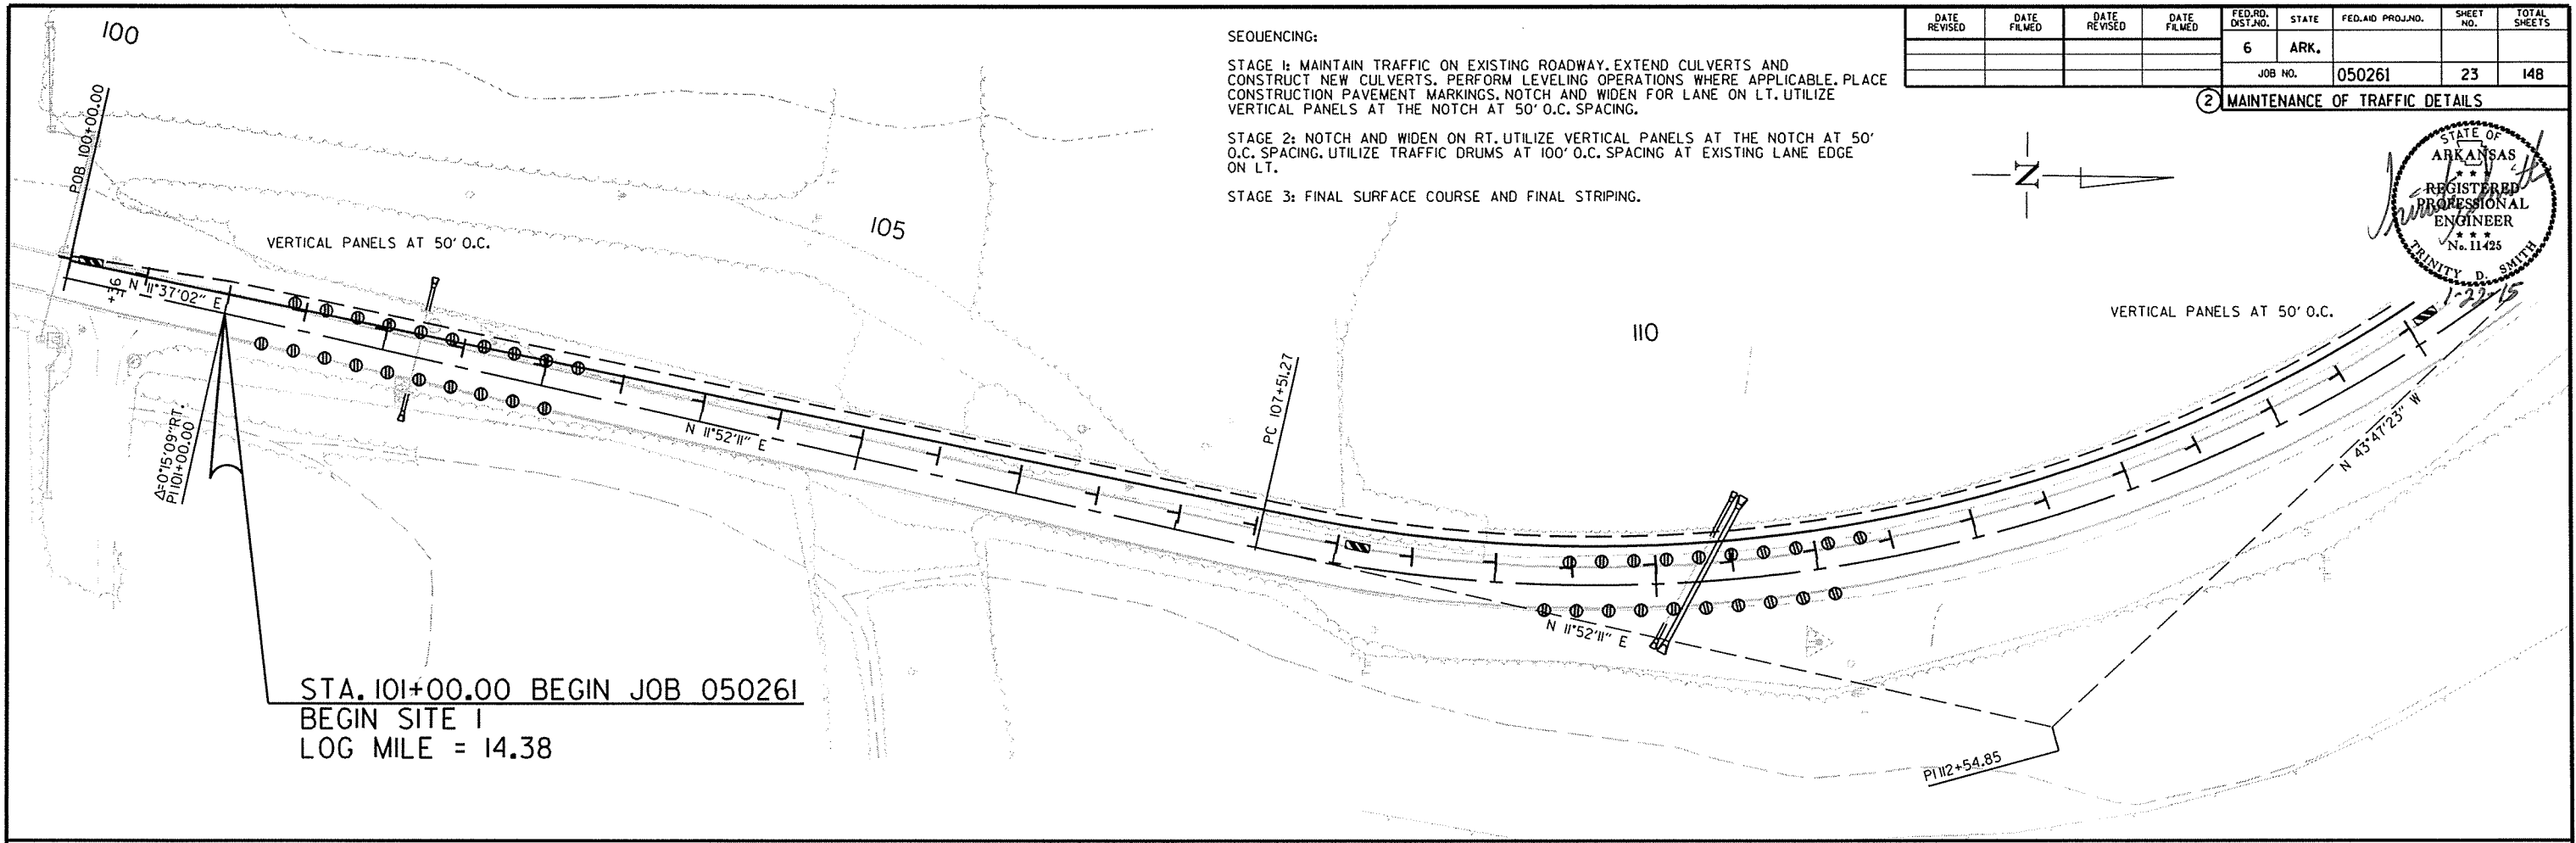 100
POB 100+00.00
+36
N 11°37'02" E
VERTICAL PANELS AT 50' O.C.
Δ=0°15'09"RT.
PI 101+00.00
STA. 101+00.00 BEGIN JOB 050261
BEGIN SITE 1
LOG MILE = 14.38
N 11°52'11" E
105
PC 107+51.27
110
N 11°52'11" E
PI 112+54.85
N 43°47'23" W
VERTICAL PANELS AT 50' O.C.
SEQUENCING:
STAGE 1: MAINTAIN TRAFFIC ON EXISTING ROADWAY. EXTEND CULVERTS AND
CONSTRUCT NEW CULVERTS. PERFORM LEVELING OPERATIONS WHERE APPLICABLE. PLACE
CONSTRUCTION PAVEMENT MARKINGS. NOTCH AND WIDEN FOR LANE ON LT. UTILIZE
VERTICAL PANELS AT THE NOTCH AT 50' O.C. SPACING.
STAGE 2: NOTCH AND WIDEN ON RT. UTILIZE VERTICAL PANELS AT THE NOTCH AT 50'
O.C. SPACING. UTILIZE TRAFFIC DRUMS AT 100' O.C. SPACING AT EXISTING LANE EDGE
ON LT.
STAGE 3: FINAL SURFACE COURSE AND FINAL STRIPING.
N
DATE REVISED DATE FILMED DATE REVISED DATE FILMED FED.RD. DIST.NO. STATE FED.AID PROJ.NO. SHEET NO. TOTAL SHEETS
6 ARK.
JOB NO. 050261 23 148
2 MAINTENANCE OF TRAFFIC DETAILS
STATE OF
ARKANSAS
REGISTERED
PROFESSIONAL
ENGINEER
No. 11425
TRINITY D. SMITH
1-22-15